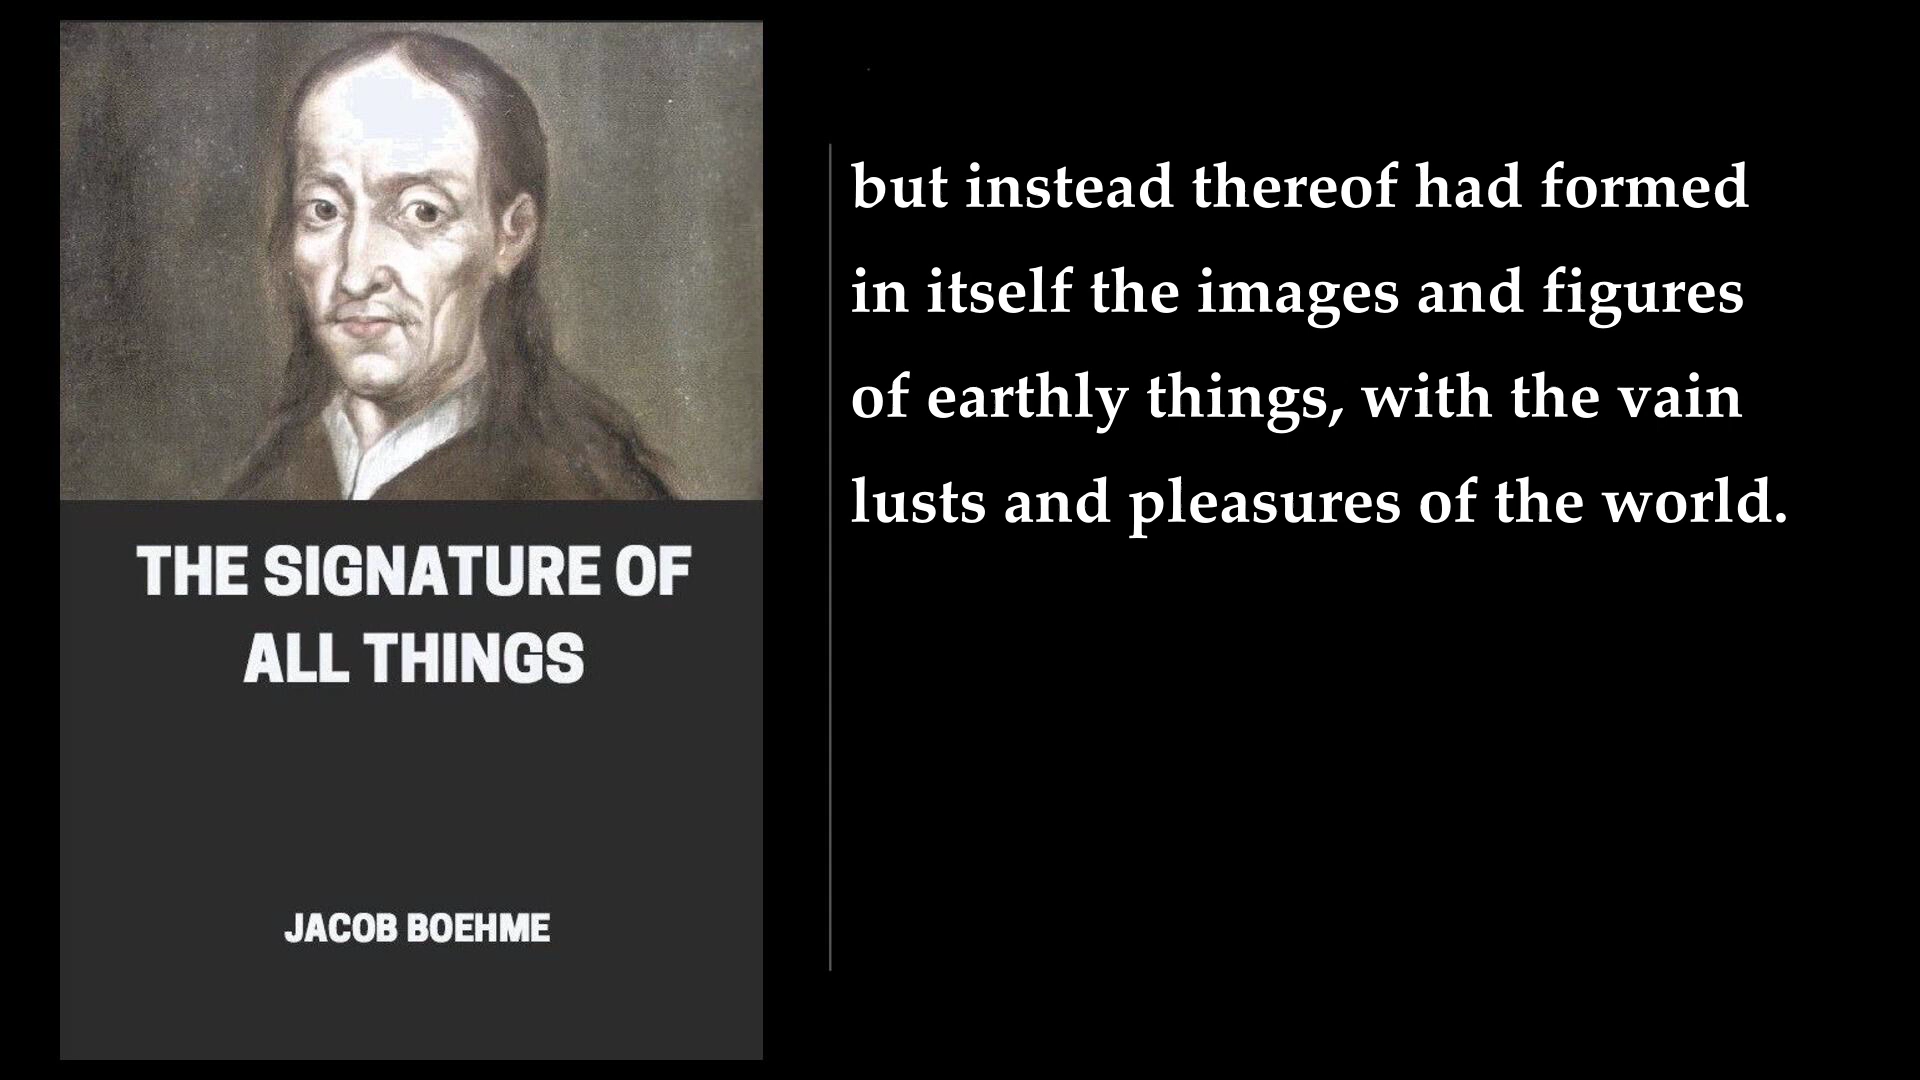 THE SIGNATURE OF
ALL THINGS
JACOB BOEHME
but instead thereof had formed
in itself the images and figures
of earthly things, with the vain
lusts and pleasures of the world.